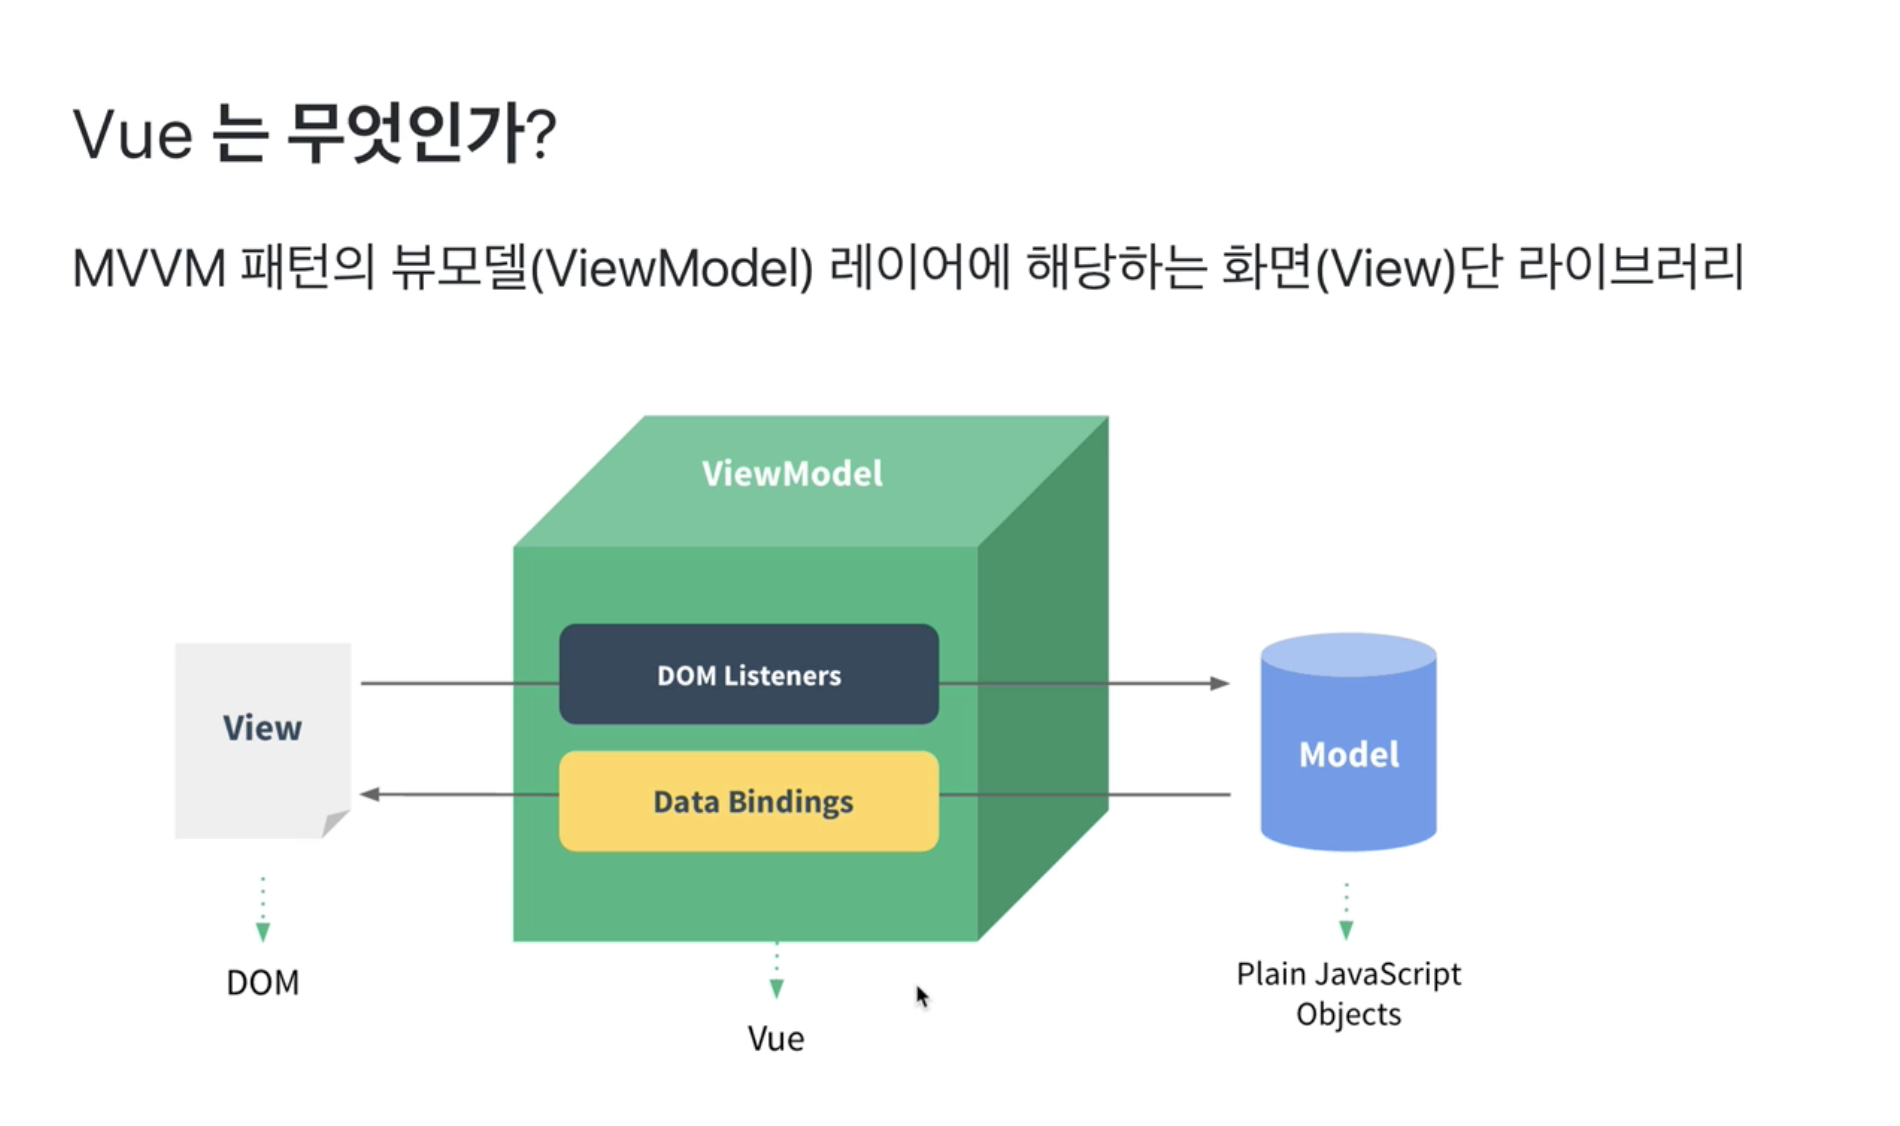 Vue 는 무엇인가?
MVVM 패턴의 뷰모델(ViewModel) 레이어에 해당하는 화면(View)단 라이브러리
ViewModel
DOM Listeners
View
Model
Data Bindings
DOM
Plain JavaScript
Objects
Vue